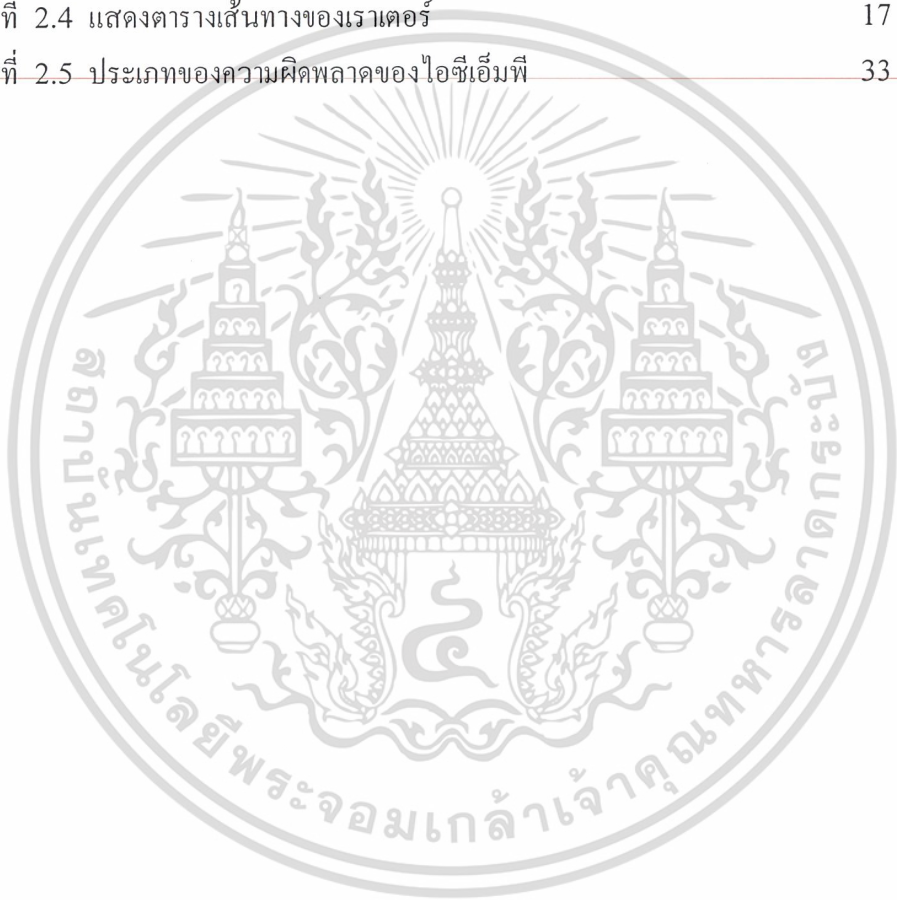 ที่ 2.4 แสดงตารางเส้นทางของเราเตอร์ 17
ที่ 2.5 ประเภทของความผิดพลาดของไอซีเอ็มพี 33
สถาบันเทคโนโลยีพระจอมเกล้าเจ้าคุณทหารลาดกระบัง